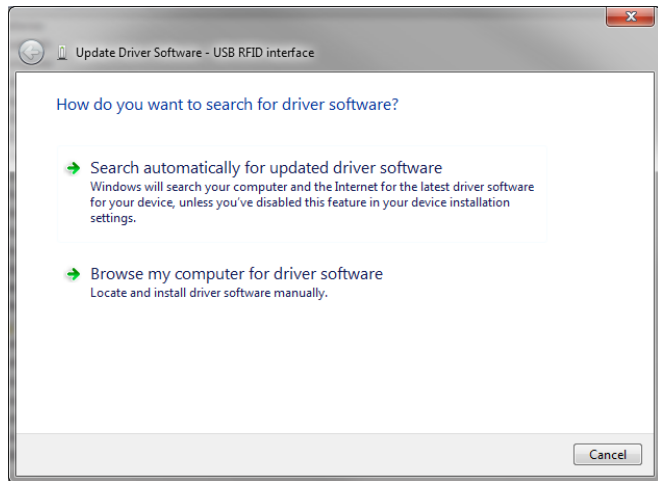 Update Driver Software - USB RFID interface
How do you want to search for driver software?
Search automatically for updated driver software
Windows will search your computer and the Internet for the latest driver software
for your device, unless you've disabled this feature in your device installation
settings.
Browse my computer for driver software
Locate and install driver software manually.
Cancel